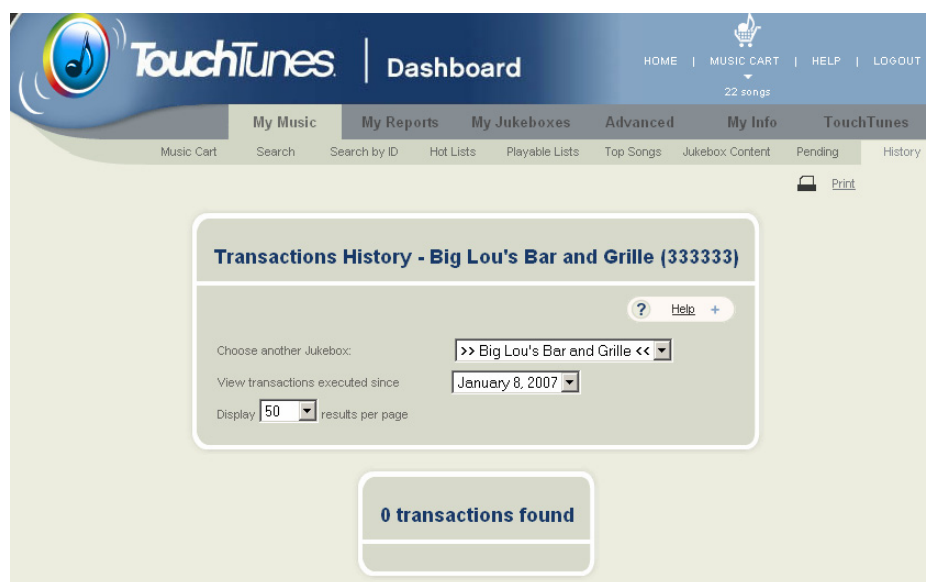 TouchTunes. | Dashboard
HOME | MUSIC CART | HELP | LOGOUT
22 songs
My Music My Reports My Jukeboxes Advanced My Info TouchTunes
Music Cart Search Search by ID Hot Lists Playable Lists Top Songs Jukebox Content Pending History
Print
Transactions History - Big Lou's Bar and Grille (333333)
? Help +
Choose another Jukebox: >> Big Lou's Bar and Grille <<
View transactions executed since January 8, 2007
Display 50 results per page
0 transactions found